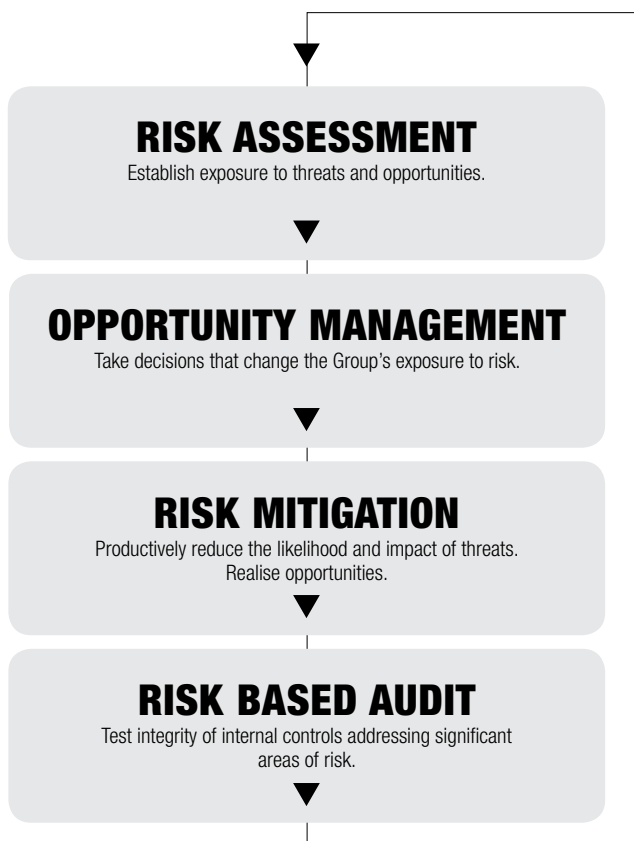 RISK ASSESSMENT
Establish exposure to threats and opportunities.
OPPORTUNITY MANAGEMENT
Take decisions that change the Group’s exposure to risk.
RISK MITIGATION
Productively reduce the likelihood and impact of threats.
Realise opportunities.
RISK BASED AUDIT
Test integrity of internal controls addressing significant
areas of risk.